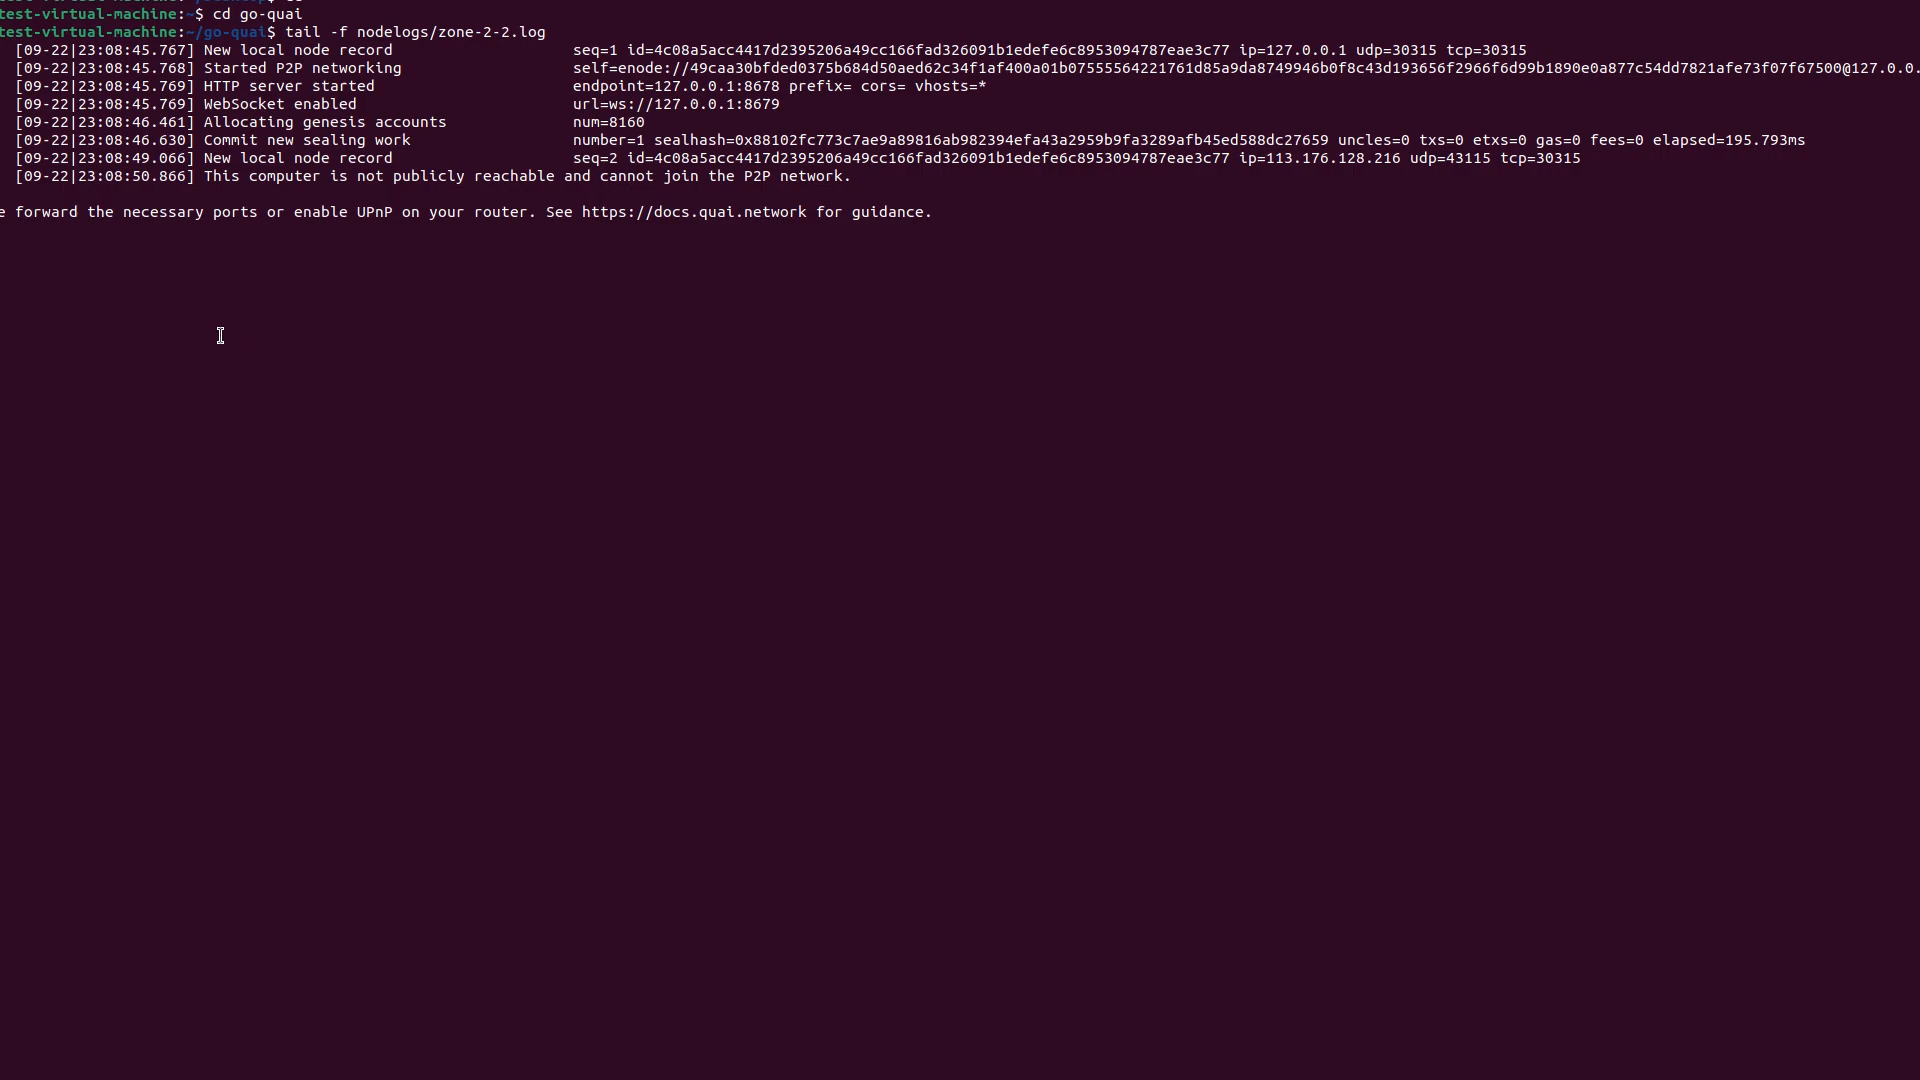 test-virtual-machine:~$ cd go-quai
test-virtual-machine:~/go-quai$ tail -f nodelogs/zone-2-2.log
[09-22|23:08:45.767] New local node record seq=1 id=4c08a5acc4417d2395206a49cc166fad326091b1edefe6c8953094787eae3c77 ip=127.0.0.1 udp=30315 tcp=30315
[09-22|23:08:45.768] Started P2P networking self=enode://49caa30bfded0375b684d50aed62c34f1af400a01b07555564221761d85a9da8749946b0f8c43d193656f2966f6d99b1890e0a877c54dd7821afe73f07f67500@127.0.0.
[09-22|23:08:45.769] HTTP server started endpoint=127.0.0.1:8678 prefix= cors= vhosts=*
[09-22|23:08:45.769] WebSocket enabled url=ws://127.0.0.1:8679
[09-22|23:08:46.461] Allocating genesis accounts num=8160
[09-22|23:08:46.630] Commit new sealing work number=1 sealhash=0x88102fc773c7ae9a89816ab982394efa43a2959b9fa3289afb45ed588dc27659 uncles=0 txs=0 etxs=0 gas=0 fees=0 elapsed=195.793ms
[09-22|23:08:49.066] New local node record seq=2 id=4c08a5acc4417d2395206a49cc166fad326091b1edefe6c8953094787eae3c77 ip=113.176.128.216 udp=43115 tcp=30315
[09-22|23:08:50.866] This computer is not publicly reachable and cannot join the P2P network.
e forward the necessary ports or enable UPnP on your router. See https://docs.quai.network for guidance.